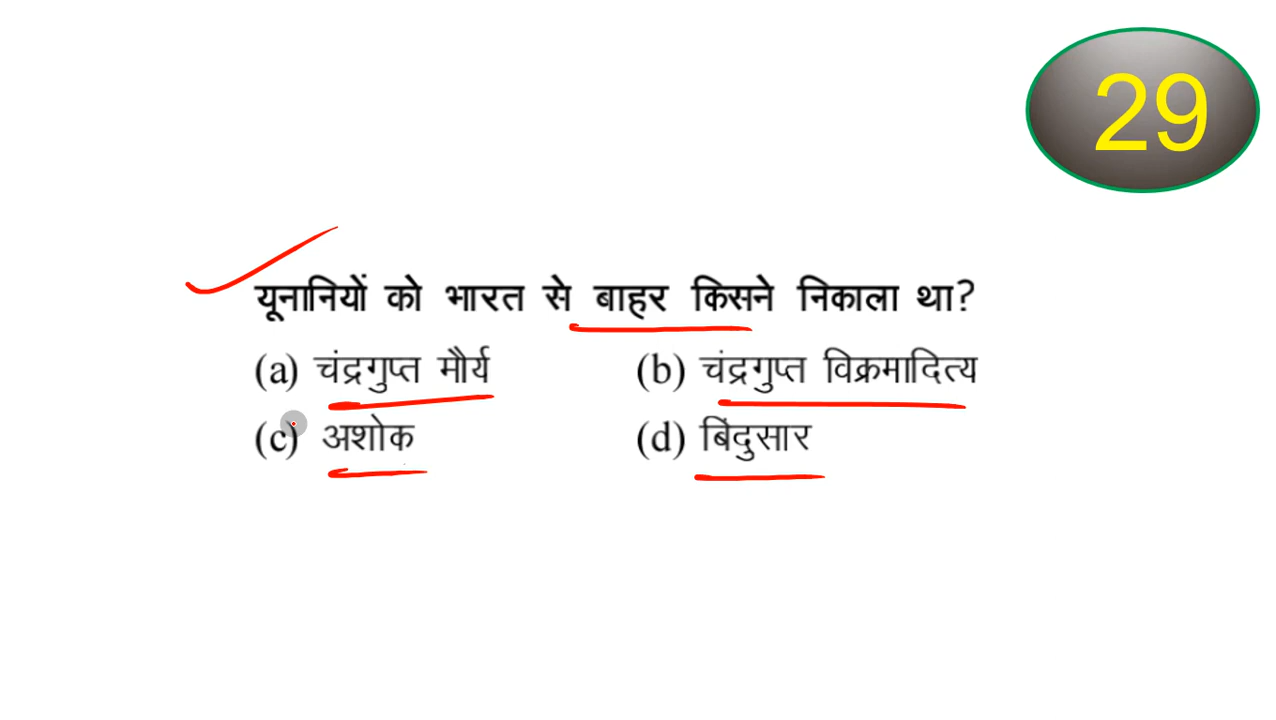 29
यूनानियों को भारत से बाहर किसने निकाला था?
(a) चंद्रगुप्त मौर्य (b) चंद्रगुप्त विक्रमादित्य
(c) अशोक (d) बिंदुसार